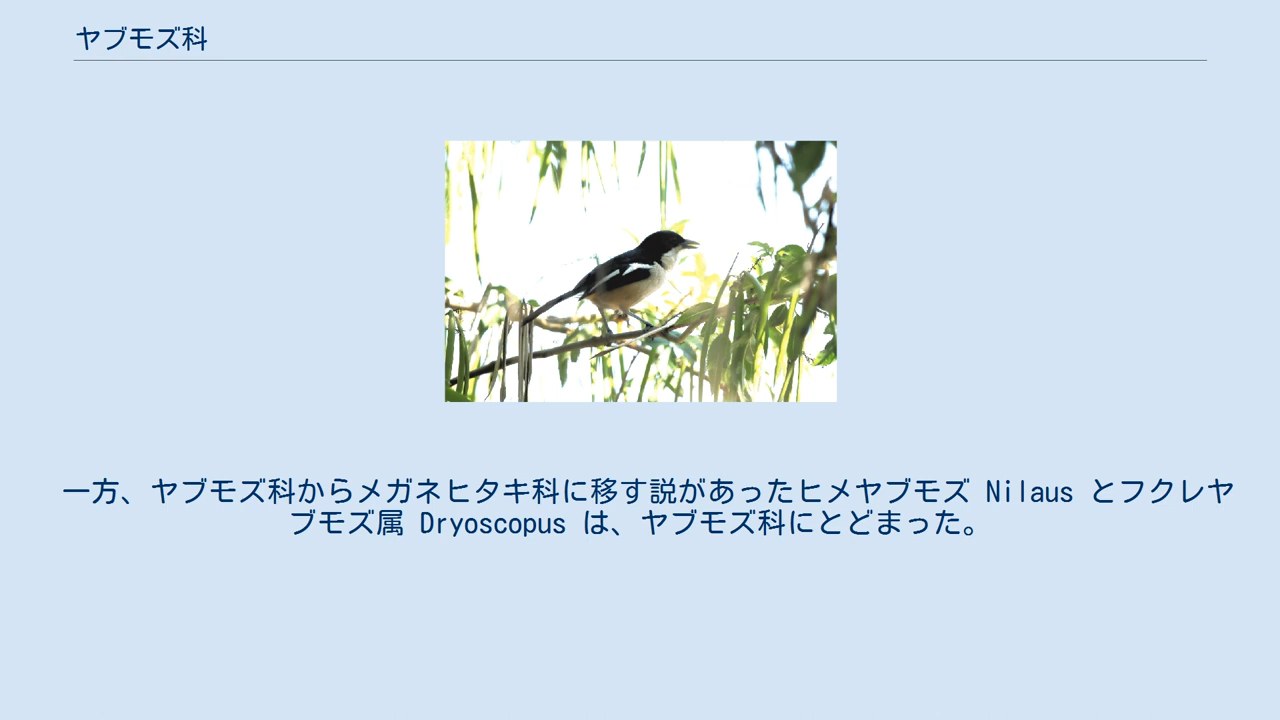 ヤブモズ科
一方、ヤブモズ科からメガネヒタキ科に移す説があったヒメヤブモズ Nilaus とフクレヤ
ブモズ属 Dryoscopus は、ヤブモズ科にとどまった。